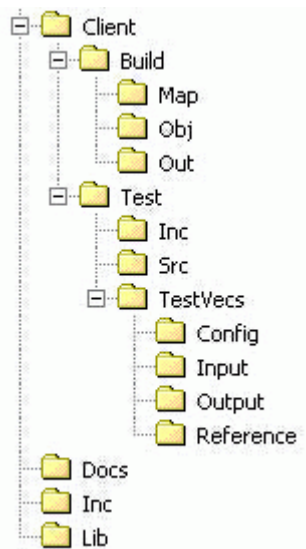 Client
Build
Map
Obj
Out
Test
Inc
Src
TestVecs
Config
Input
Output
Reference
Docs
Inc
Lib